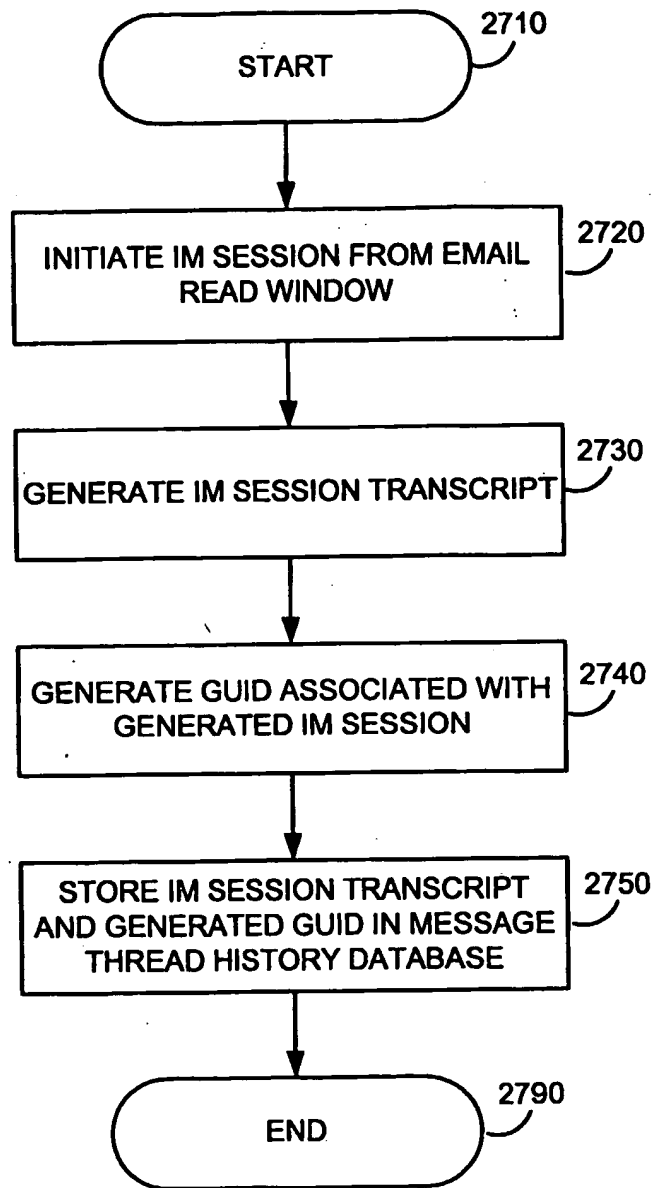 2710
START
2720
INITIATE IM SESSION FROM EMAIL
READ WINDOW
2730
GENERATE IM SESSION TRANSCRIPT
2740
GENERATE GUID ASSOCIATED WITH
GENERATED IM SESSION
2750
STORE IM SESSION TRANSCRIPT
AND GENERATED GUID IN MESSAGE
THREAD HISTORY DATABASE
2790
END